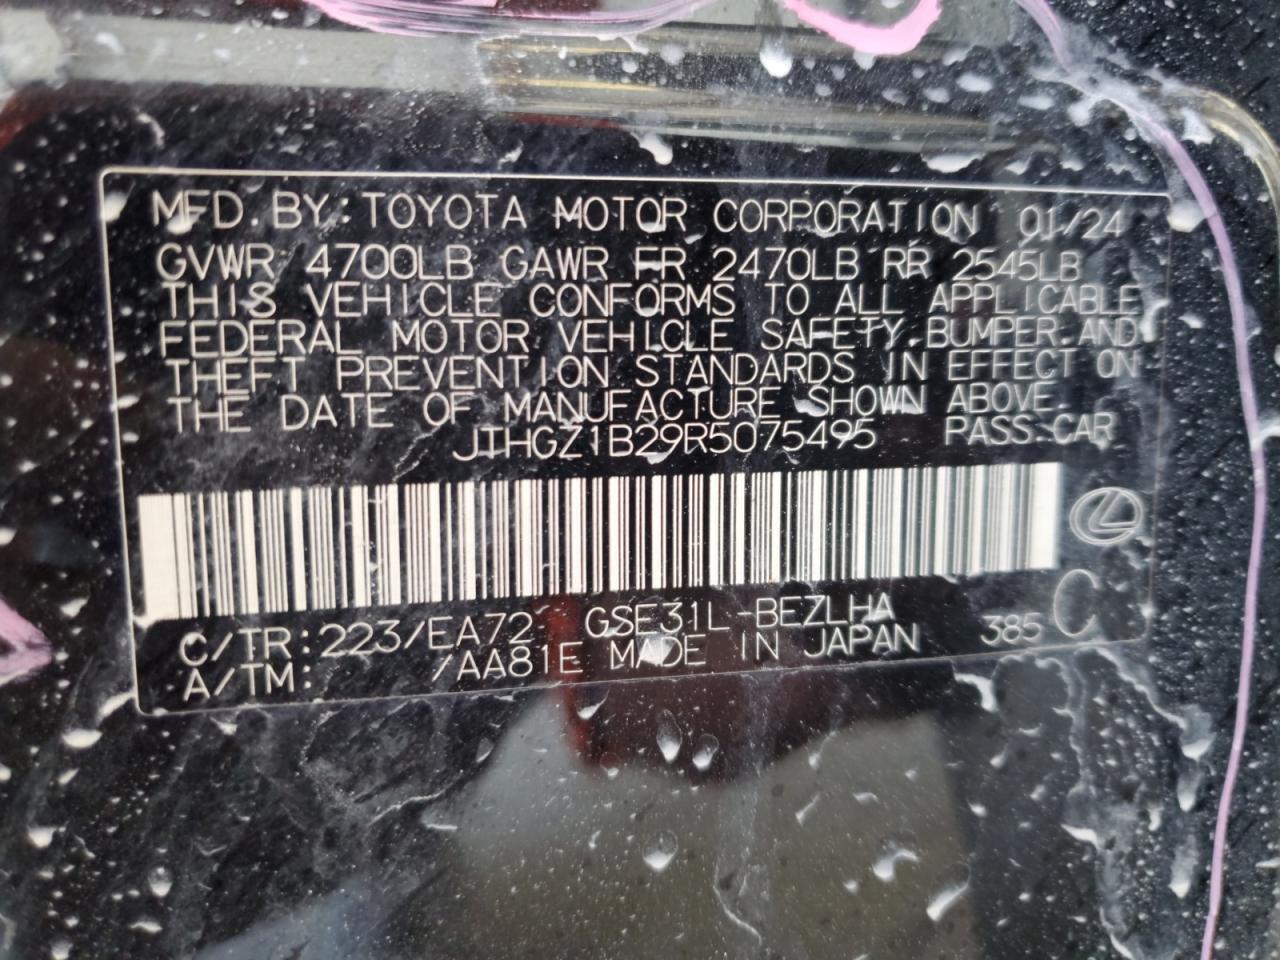 MFD. BY: TOYOTA MOTOR CORPORATION 01/24
GVWR: 4700LB GAWR FR 2470LB RR 2545LB
THIS VEHICLE CONFORMS TO ALL APPLICABLE
FEDERAL MOTOR VEHICLE SAFETY, BUMPER, AND
THEFT PREVENTION STANDARDS IN EFFECT ON
THE DATE OF MANUFACTURE SHOWN ABOVE.
JTHGZ1B29R5075495 PASS. CAR
C/TR: 223/EA72 GSE31L-BEZLHA
A/TM: /AA81E MADE IN JAPAN 385 C